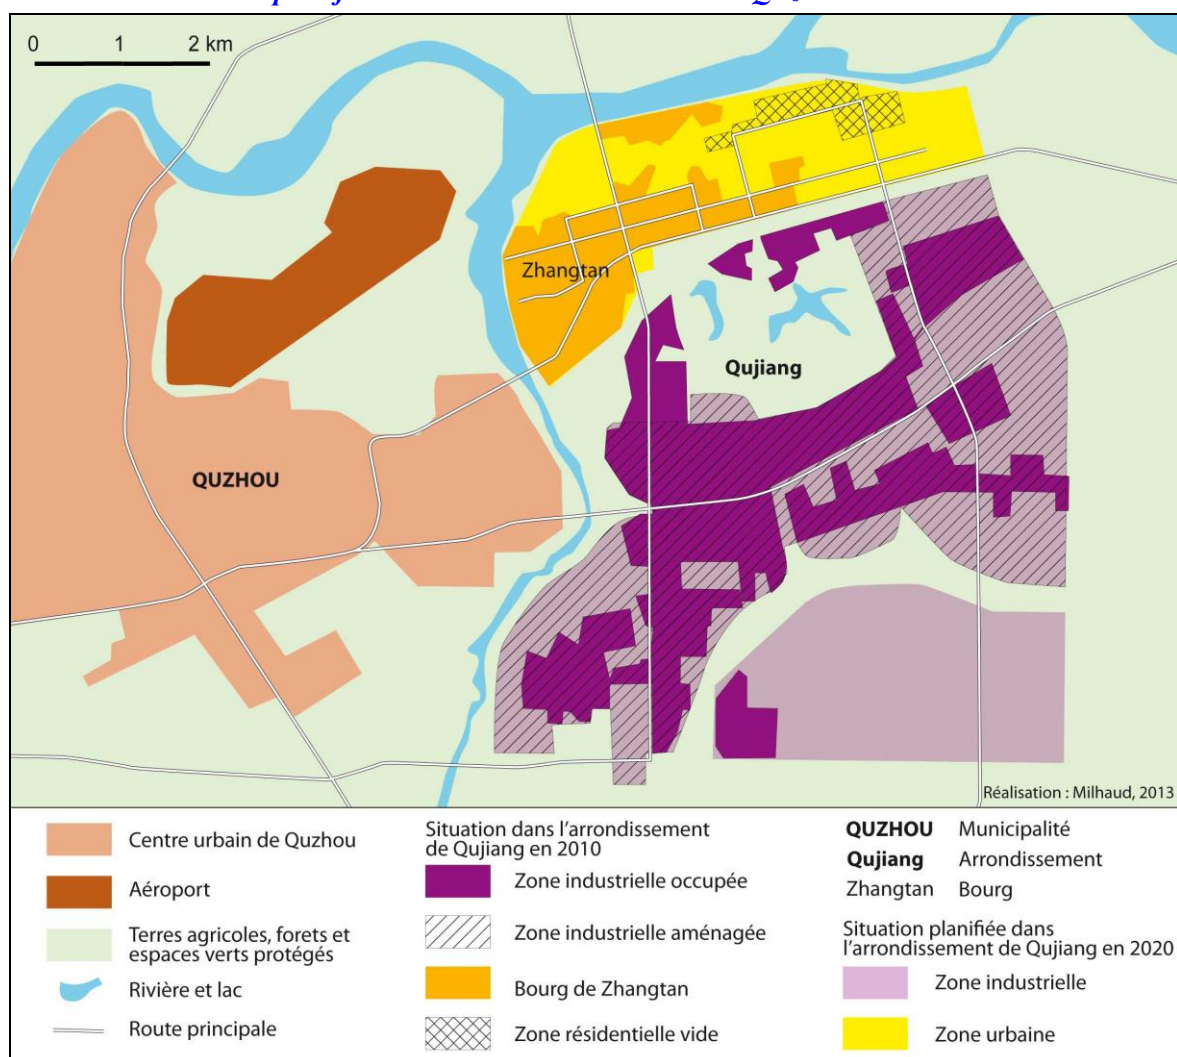 0 1 2 km
Zhangtan
Qujiang
QUZHOU
Réalisation : Milhaud, 2013
Centre urbain de Quzhou
Aéroport
Terres agricoles, forets et
espaces verts protégés
Rivière et lac
Route principale
Situation dans l'arrondissement
de Qujiang en 2010
Zone industrielle occupée
Zone industrielle aménagée
Bourg de Zhangtan
Zone résidentielle vide
QUZHOU Municipalité
Qujiang Arrondissement
Zhangtan Bourg
Situation planifiée dans
l'arrondissement de Qujiang en 2020
Zone industrielle
Zone urbaine